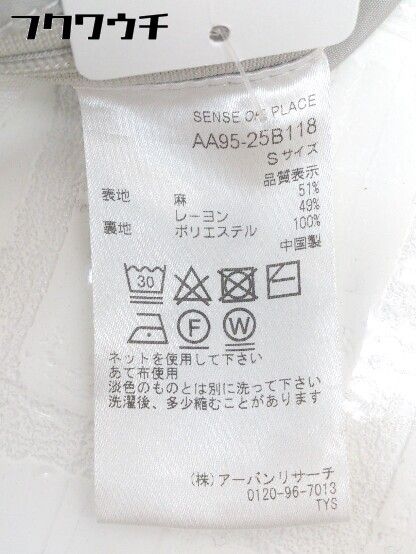 フクウウチ
SENSE OF PLACE
AA95-25B118
Sサイズ
品質表示
表地 麻 51%
レーヨン 49%
裏地 ポリエステル 100%
中国製
30
F W
ネットを使用して下さい
あて布使用
淡色のものとは別に洗って下さい
洗濯後、多少縮むことがあります
(株)アーバンリサーチ
0120-96-7013
TYS